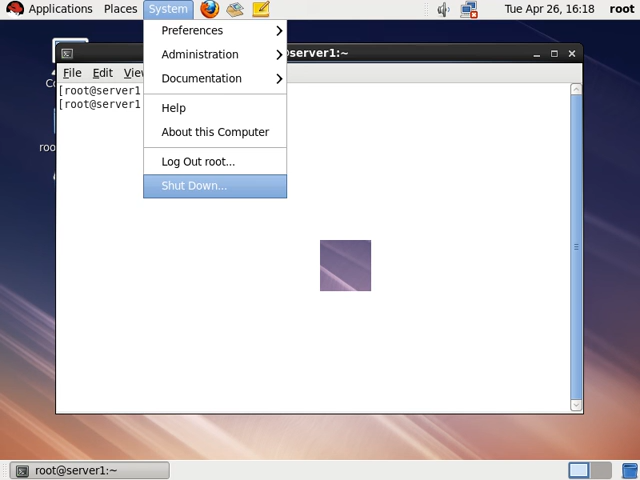 Applications Places System Tue Apr 26, 16:18 root
Preferences
Administration
Documentation
Help
About this Computer
Log Out root...
Shut Down...
@server1:~
File Edit View
[root@server1
[root@server1
root@server1:~